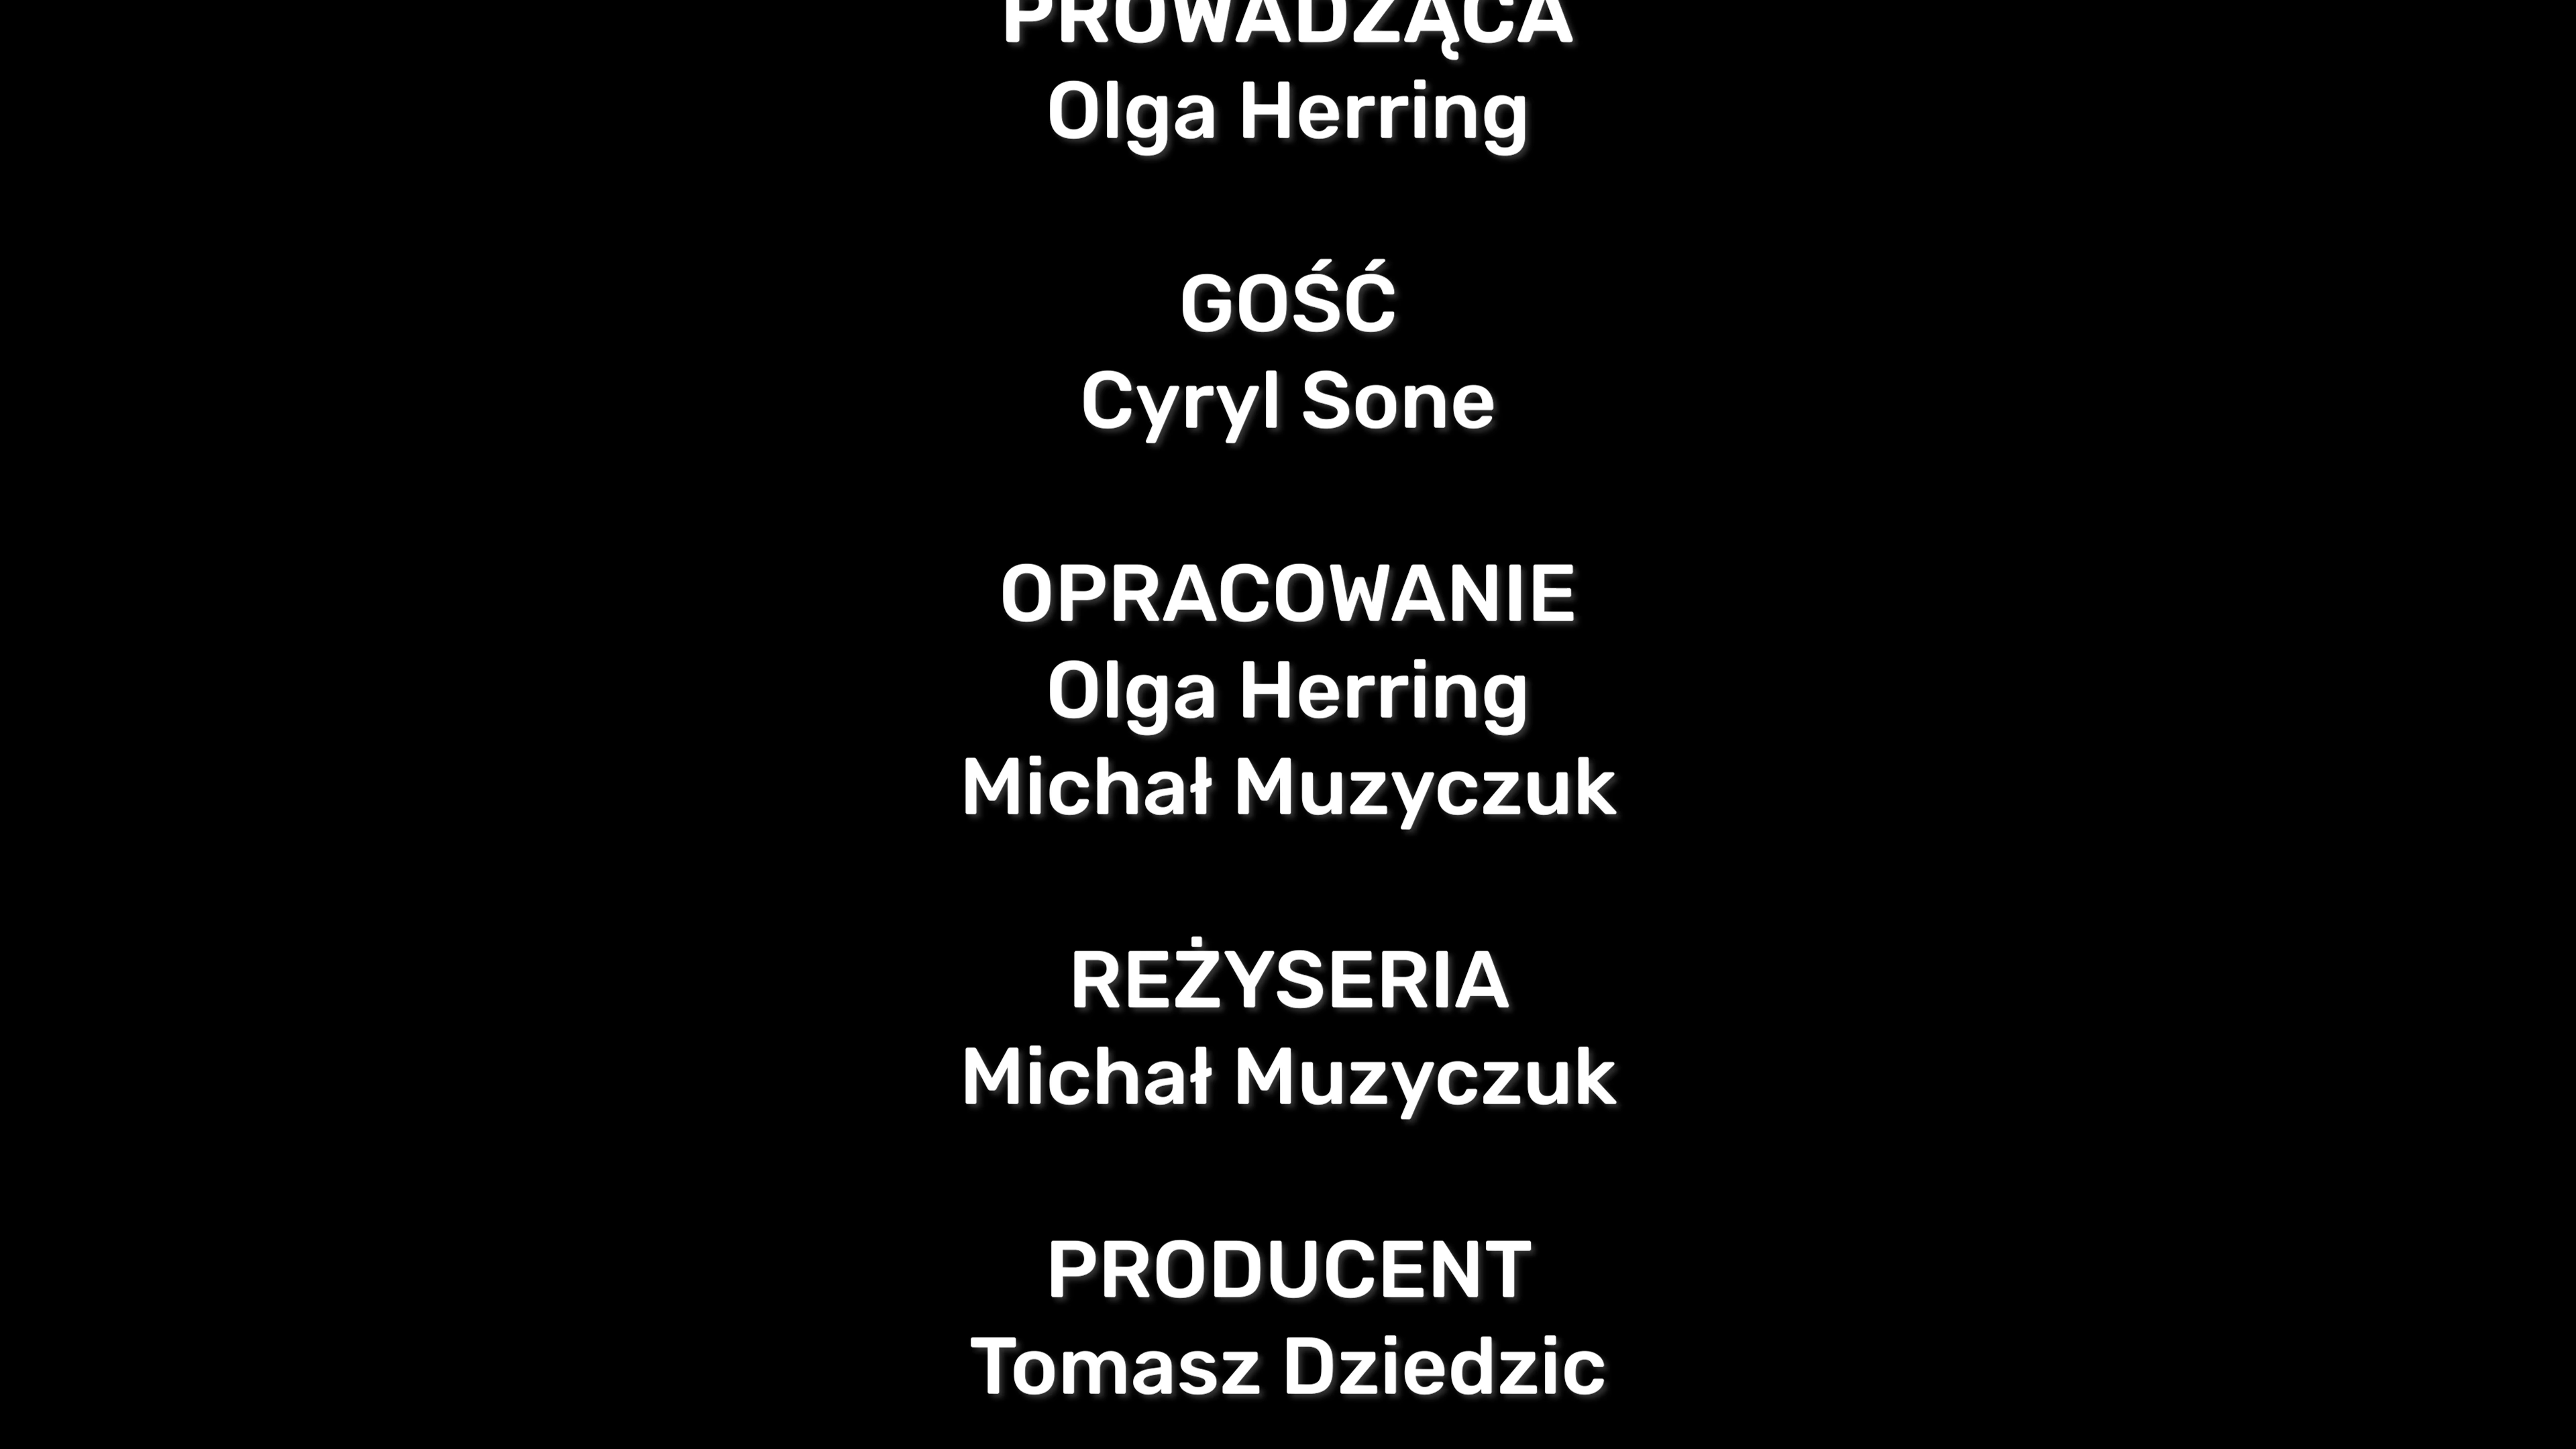 PROWADZĄCA
Olga Herring
GOŚĆ
Cyryl Sone
OPRACOWANIE
Olga Herring
Michał Muzyczuk
REŻYSERIA
Michał Muzyczuk
PRODUCENT
Tomasz Dziedzic